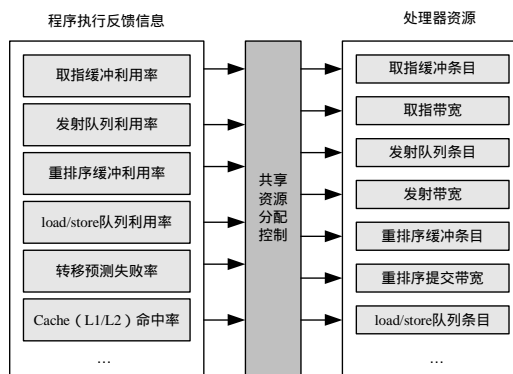 程序执行反馈信息
取指缓冲利用率
发射队列利用率
重排序缓冲利用率
load/store队列利用率
转移预测失败率
Cache（L1/L2）命中率
…
共享
资源
分配
控制
处理器资源
取指缓冲条目
取指带宽
发射队列条目
发射带宽
重排序缓冲条目
重排序提交带宽
load/store队列条目
…